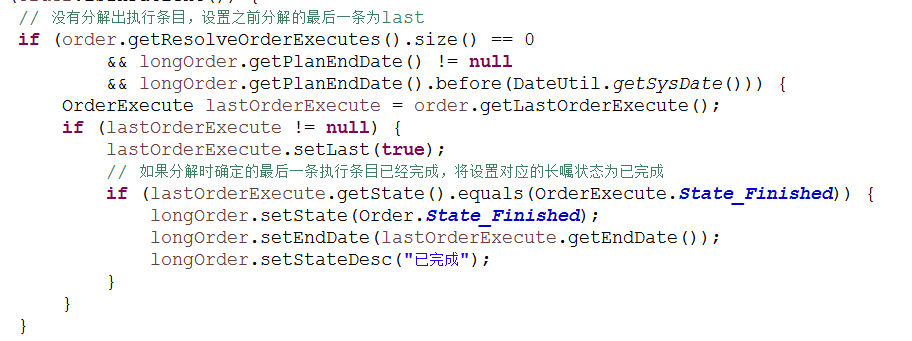 // 没有分解出执行条目，设置之前分解的最后一条为last
if (order.getResolveOrderExecutes().size() == 0
&& longOrder.getPlanEndDate() != null
&& longOrder.getPlanEndDate().before(DateUtil.getSysDate())) {
OrderExecute lastOrderExecute = order.getLastOrderExecute();
if (lastOrderExecute != null) {
lastOrderExecute.setLast(true);
// 如果分解时确定的最后一条执行条目已经完成，将设置对应的长嘱状态为已完成
if (lastOrderExecute.getState().equals(OrderExecute.State_Finished)) {
longOrder.setState(Order.State_Finished);
longOrder.setEndDate(lastOrderExecute.getEndDate());
longOrder.setStateDesc("已完成");
}
}
}